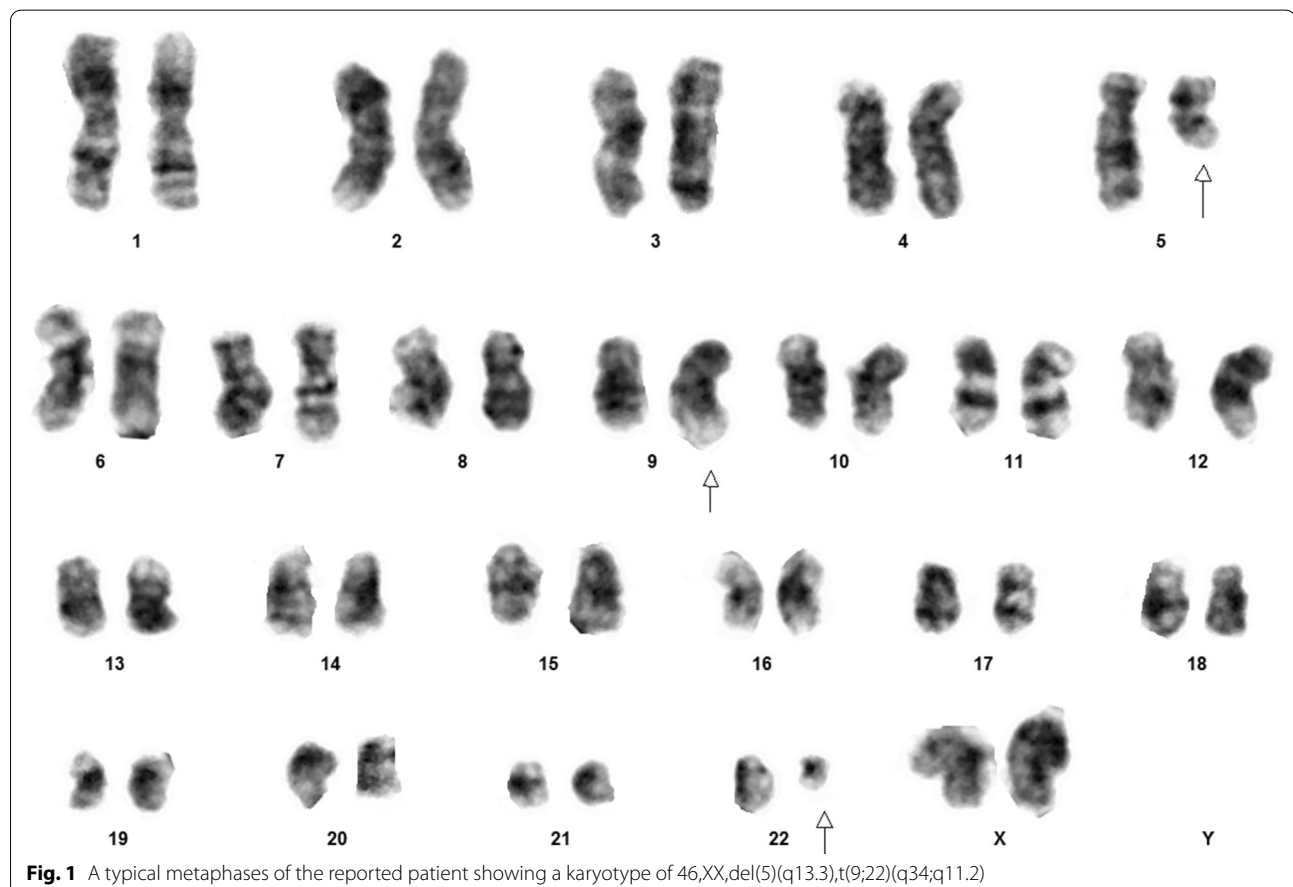 1 2 3 4 5
6 7 8 9 10 11 12
13 14 15 16 17 18
19 20 21 22 X Y
Fig. 1 A typical metaphases of the reported patient showing a karyotype of 46,XX,del(5)(q13.3),t(9;22)(q34;q11.2)